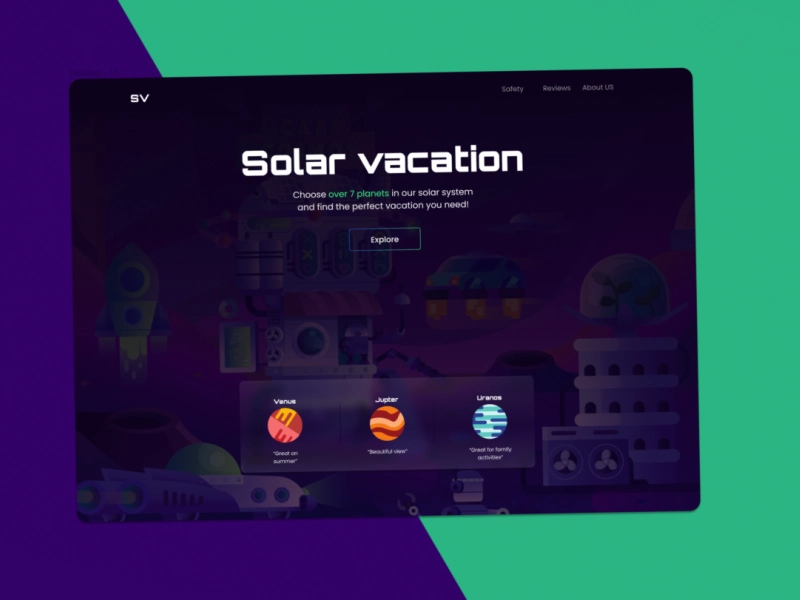 SV
Safety Reviews About US
Solar vacation
Choose over 7 planets in our solar system
and find the perfect vacation you need!
Explore
Venus Jupter Uranos
"Great on
summer"
"Beautiful view"
"Great for family
activities"